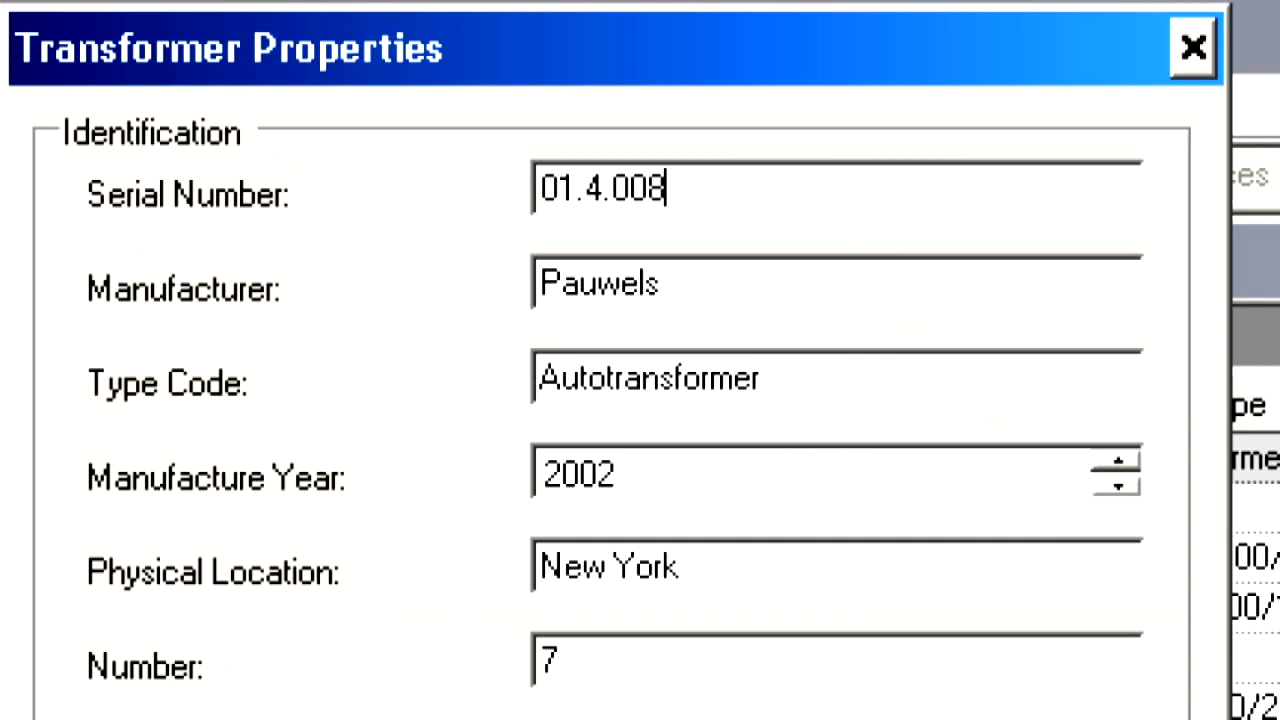 Transformer Properties
Identification
Serial Number: 01.4.008
Manufacturer: Pauwels
Type Code: Autotransformer
Manufacture Year: 2002
Physical Location: New York
Number: 7